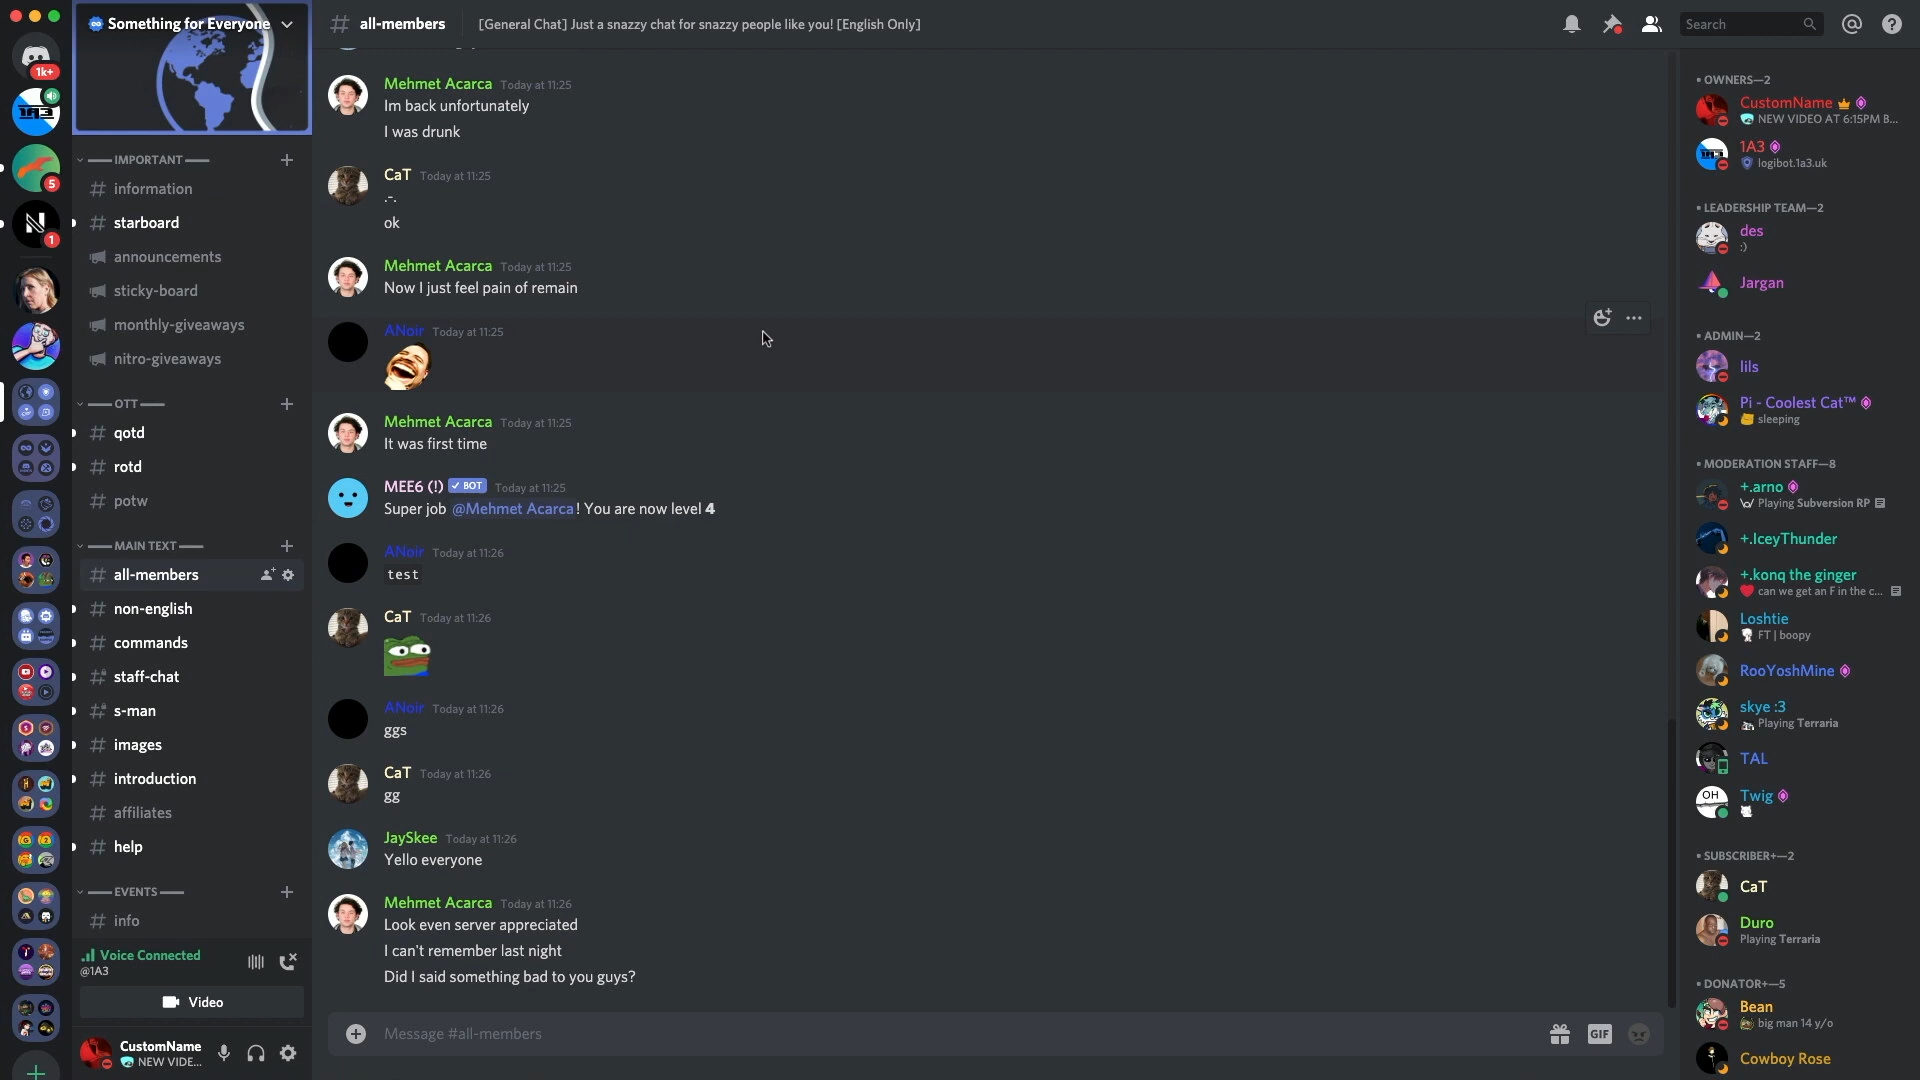 Something for Everyone
1k+
1A3
5
N
1
IMPORTANT
information
starboard
announcements
sticky-board
monthly-giveaways
nitro-giveaways
OTT
qotd
rotd
potw
MAIN TEXT
all-members
non-english
commands
staff-chat
s-man
images
introduction
affiliates
help
EVENTS
info
Voice Connected
@1A3
Video
CustomName
NEW VIDE...
all-members
[General Chat] Just a snazzy chat for snazzy people like you! [English Only]
Search
Mehmet Acarca Today at 11:25
Im back unfortunately
I was drunk
CaT Today at 11:25
.-.
ok
Mehmet Acarca Today at 11:25
Now I just feel pain of remain
ANoir Today at 11:25
Mehmet Acarca Today at 11:25
It was first time
MEE6 (!) ✓ BOT Today at 11:25
Super job @Mehmet Acarca! You are now level 4
ANoir Today at 11:26
test
CaT Today at 11:26
ANoir Today at 11:26
ggs
CaT Today at 11:26
gg
JaySkee Today at 11:26
Yello everyone
Mehmet Acarca Today at 11:26
Look even server appreciated
I can't remember last night
Did I said something bad to you guys?
Message #all-members
GIF
• OWNERS—2
CustomName
NEW VIDEO AT 6:15PM B...
1A3
logibot.1a3.uk
• LEADERSHIP TEAM—2
des
:)
Jargan
• ADMIN—2
lils
Pi - Coolest Cat™
sleeping
• MODERATION STAFF—8
+.arno
Playing Subversion RP
+.IceyThunder
+.konq the ginger
can we get an F in the c...
Loshtie
FT | boopy
RooYoshMine
skye :3
Playing Terraria
TAL
OH
Twig
• SUBSCRIBER+—2
CaT
Duro
Playing Terraria
• DONATOR+—5
Bean
big man 14 y/o
Cowboy Rose